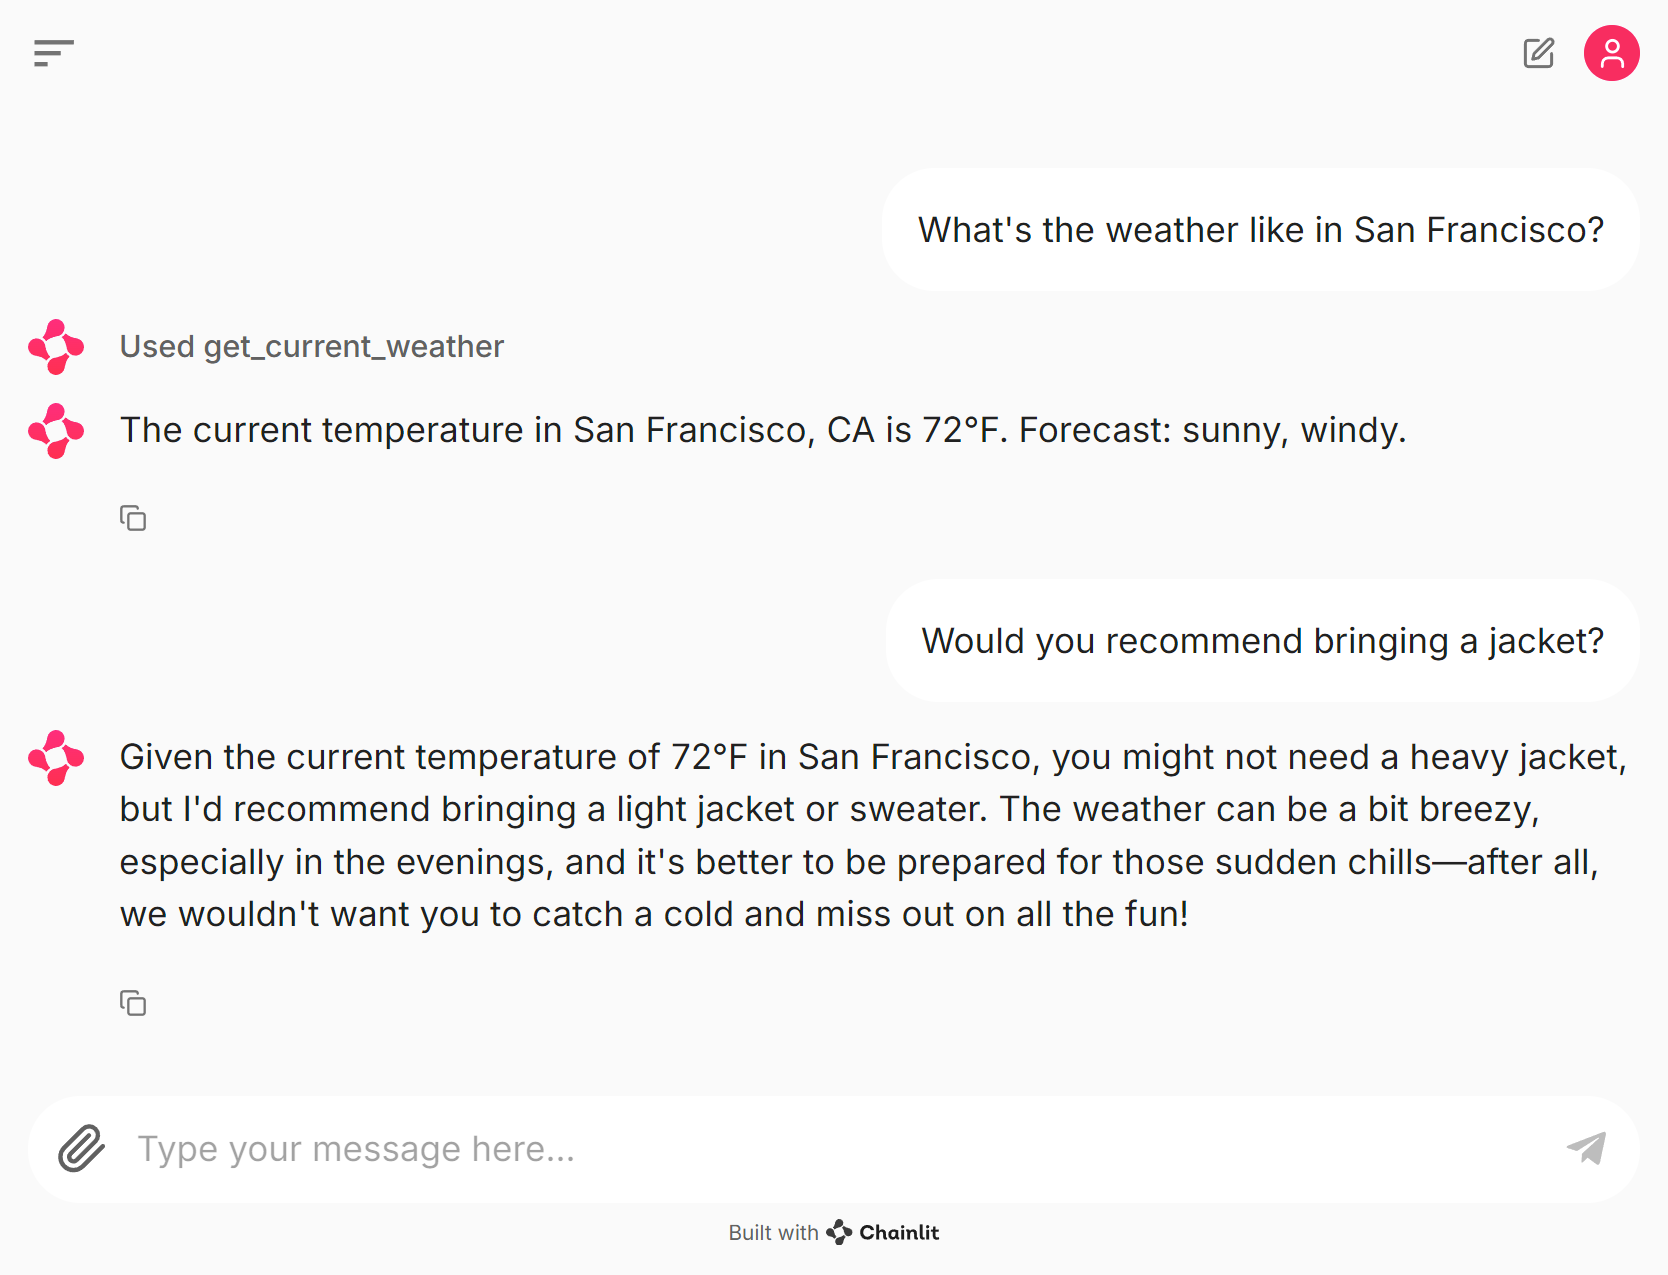 What's the weather like in San Francisco?
Used get_current_weather
The current temperature in San Francisco, CA is 72°F. Forecast: sunny, windy.
Would you recommend bringing a jacket?
Given the current temperature of 72°F in San Francisco, you might not need a heavy jacket,
but I'd recommend bringing a light jacket or sweater. The weather can be a bit breezy,
especially in the evenings, and it's better to be prepared for those sudden chills—after all,
we wouldn't want you to catch a cold and miss out on all the fun!
Type your message here...
Built with Chainlit